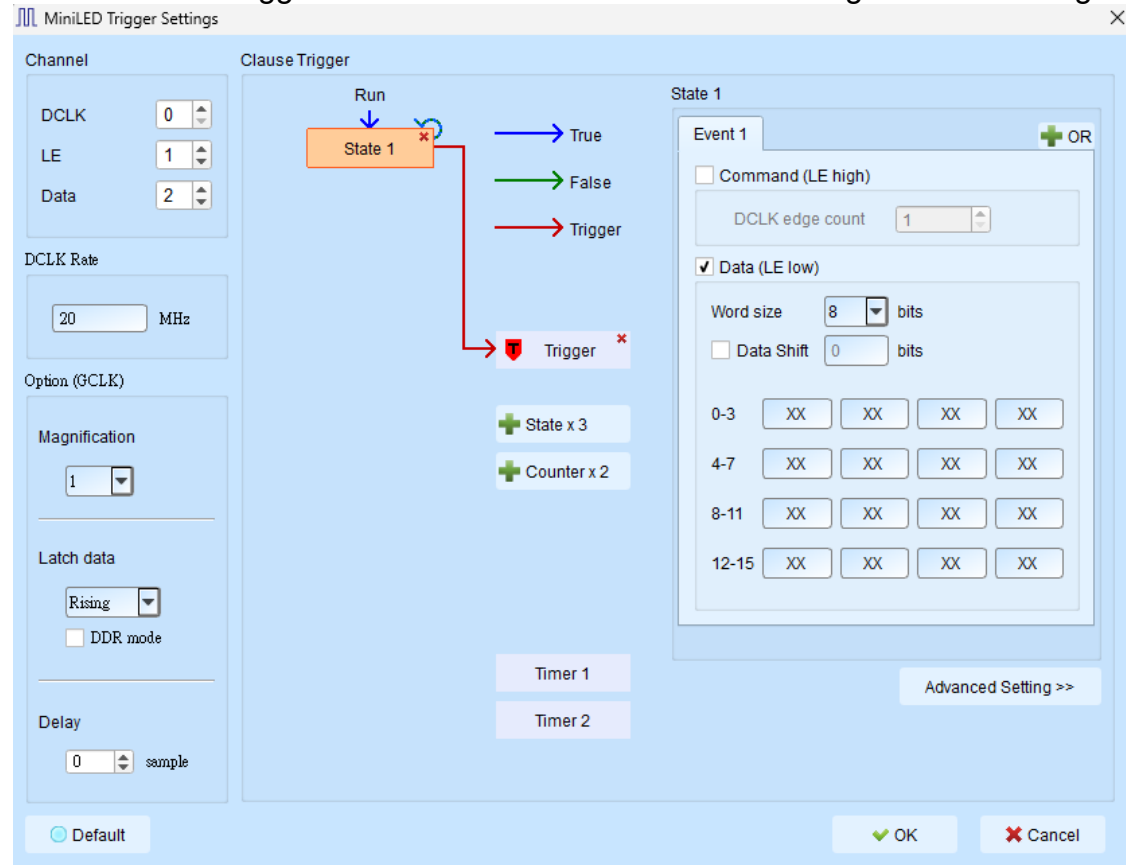 MiniLED Trigger Settings
Channel
DCLK 0
LE 1
Data 2
DCLK Rate
20 MHz
Option (GCLK)
Magnification
1
Latch data
Rising
DDR mode
Delay
0 sample
Clause Trigger
Run
State 1
True
False
Trigger
T Trigger
State x 3
Counter x 2
Timer 1
Timer 2
State 1
Event 1
OR
Command (LE high)
DCLK edge count 1
Data (LE low)
Word size 8 bits
Data Shift 0 bits
0-3 XX XX XX XX
4-7 XX XX XX XX
8-11 XX XX XX XX
12-15 XX XX XX XX
Advanced Setting >>
Default
OK
Cancel